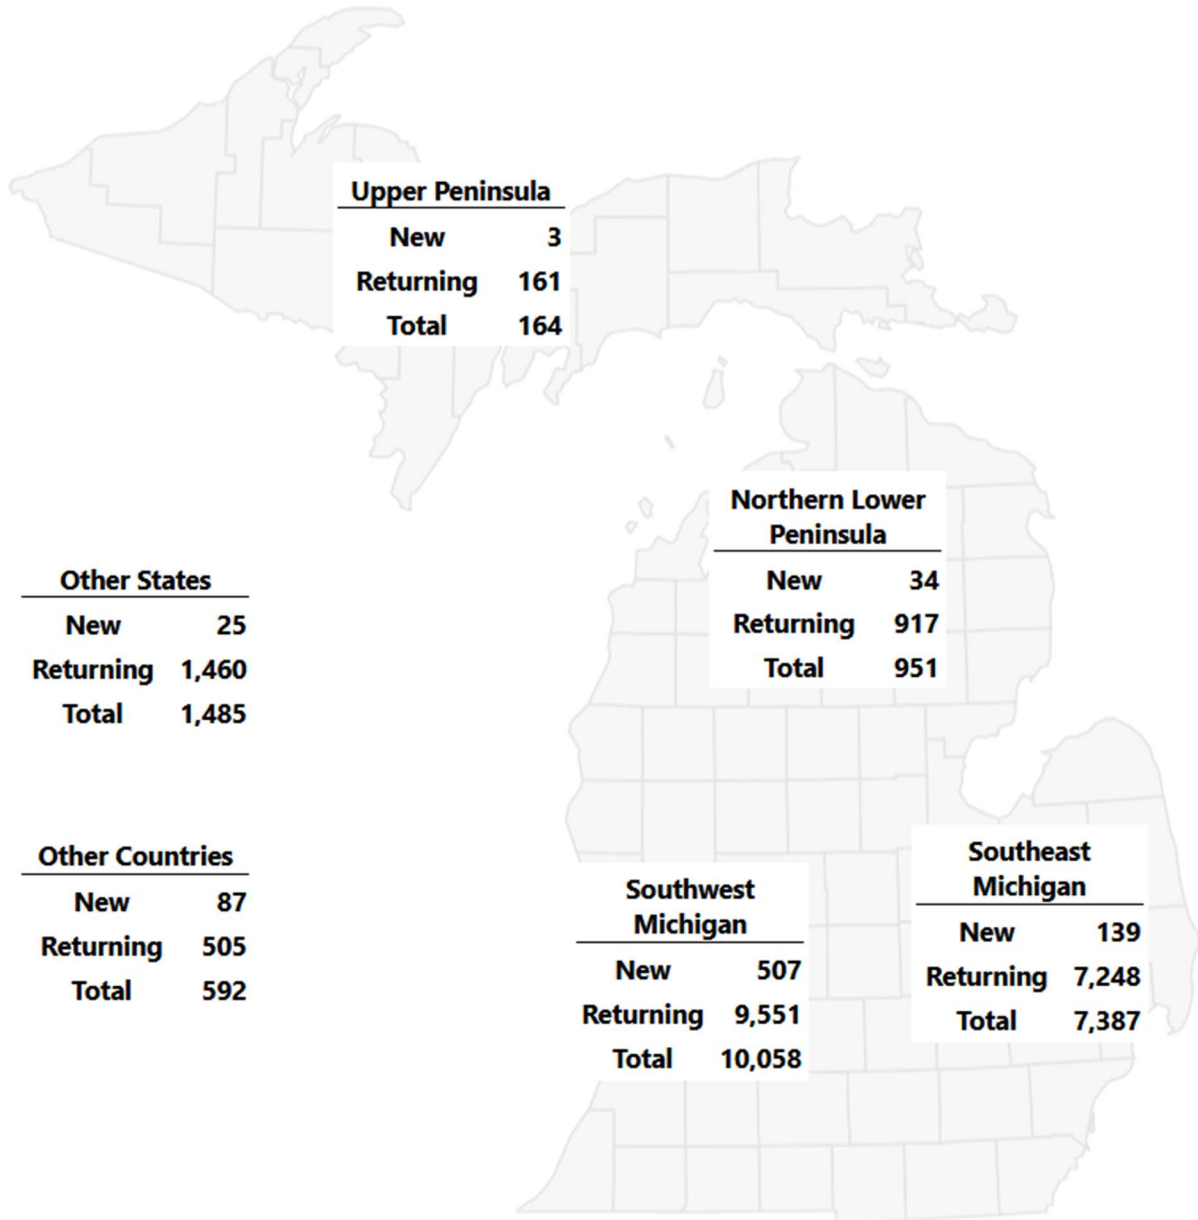 Upper Peninsula
New 3
Returning 161
Total 164
Northern Lower
Peninsula
New 34
Returning 917
Total 951
Other States
New 25
Returning 1,460
Total 1,485
Other Countries
New 87
Returning 505
Total 592
Southwest
Michigan
New 507
Returning 9,551
Total 10,058
Southeast
Michigan
New 139
Returning 7,248
Total 7,387